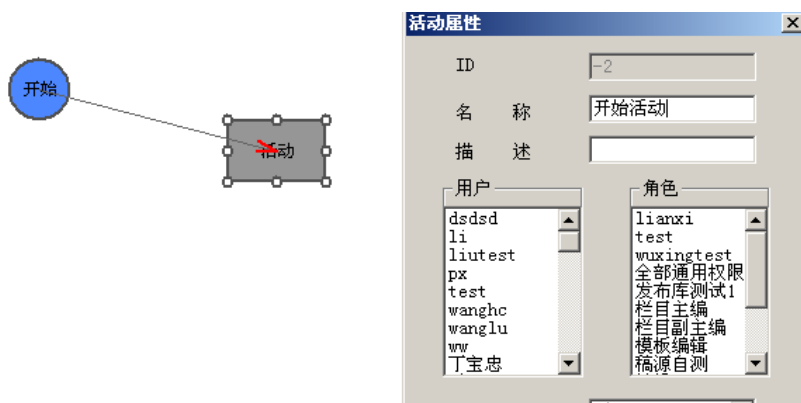 开始
活动
活动属性
ID
-2
名 称
开始活动
描 述
用户
dsdsd
li
liutest
px
test
wanghc
wanglu
ww
丁宝忠
角色
lianxi
test
wuxingtest
全部通用权限
发布库测试1
栏目主编
栏目副主编
模板编辑
稿源自测